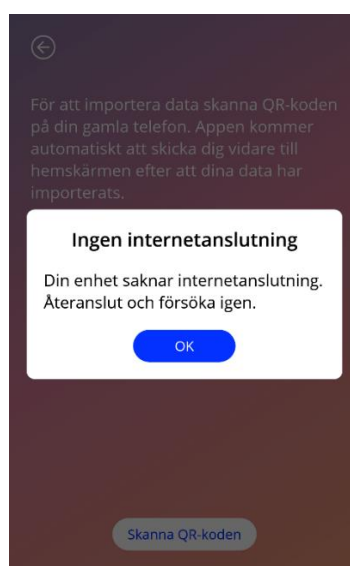 För att importera data skanna QR-koden
på din gamla telefon. Appen kommer
automatiskt att skicka dig vidare till
hemskärmen efter att dina data har
importerats.
Ingen internetanslutning
Din enhet saknar internetanslutning.
Återanslut och försöka igen.
OK
Skanna QR-koden